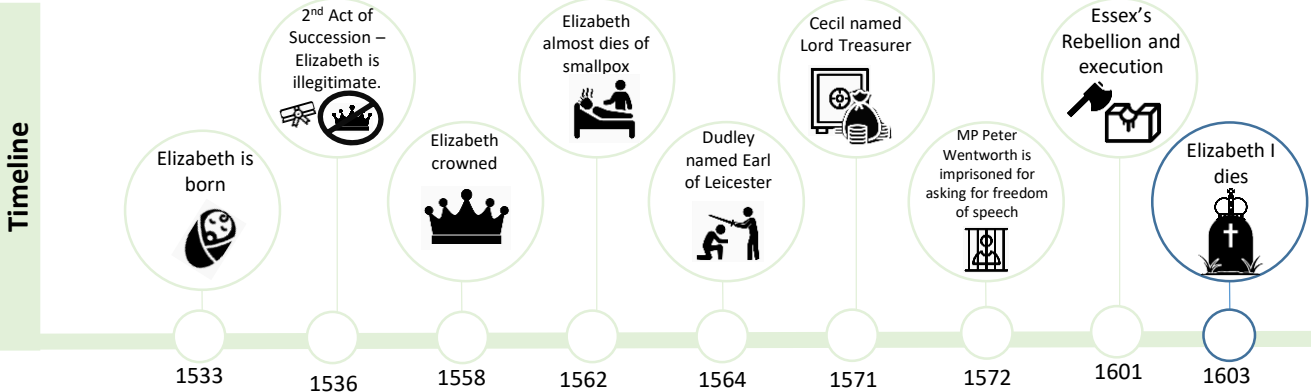 Timeline
Elizabeth is
born
2nd Act of
Succession –
Elizabeth is
illegitimate.
Elizabeth
crowned
Elizabeth
almost dies of
smallpox
Dudley
named Earl
of Leicester
Cecil named
Lord Treasurer
MP Peter
Wentworth is
imprisoned for
asking for freedom
of speech
Essex’s
Rebellion and
execution
Elizabeth I
dies
1533
1536
1558
1562
1564
1571
1572
1601
1603